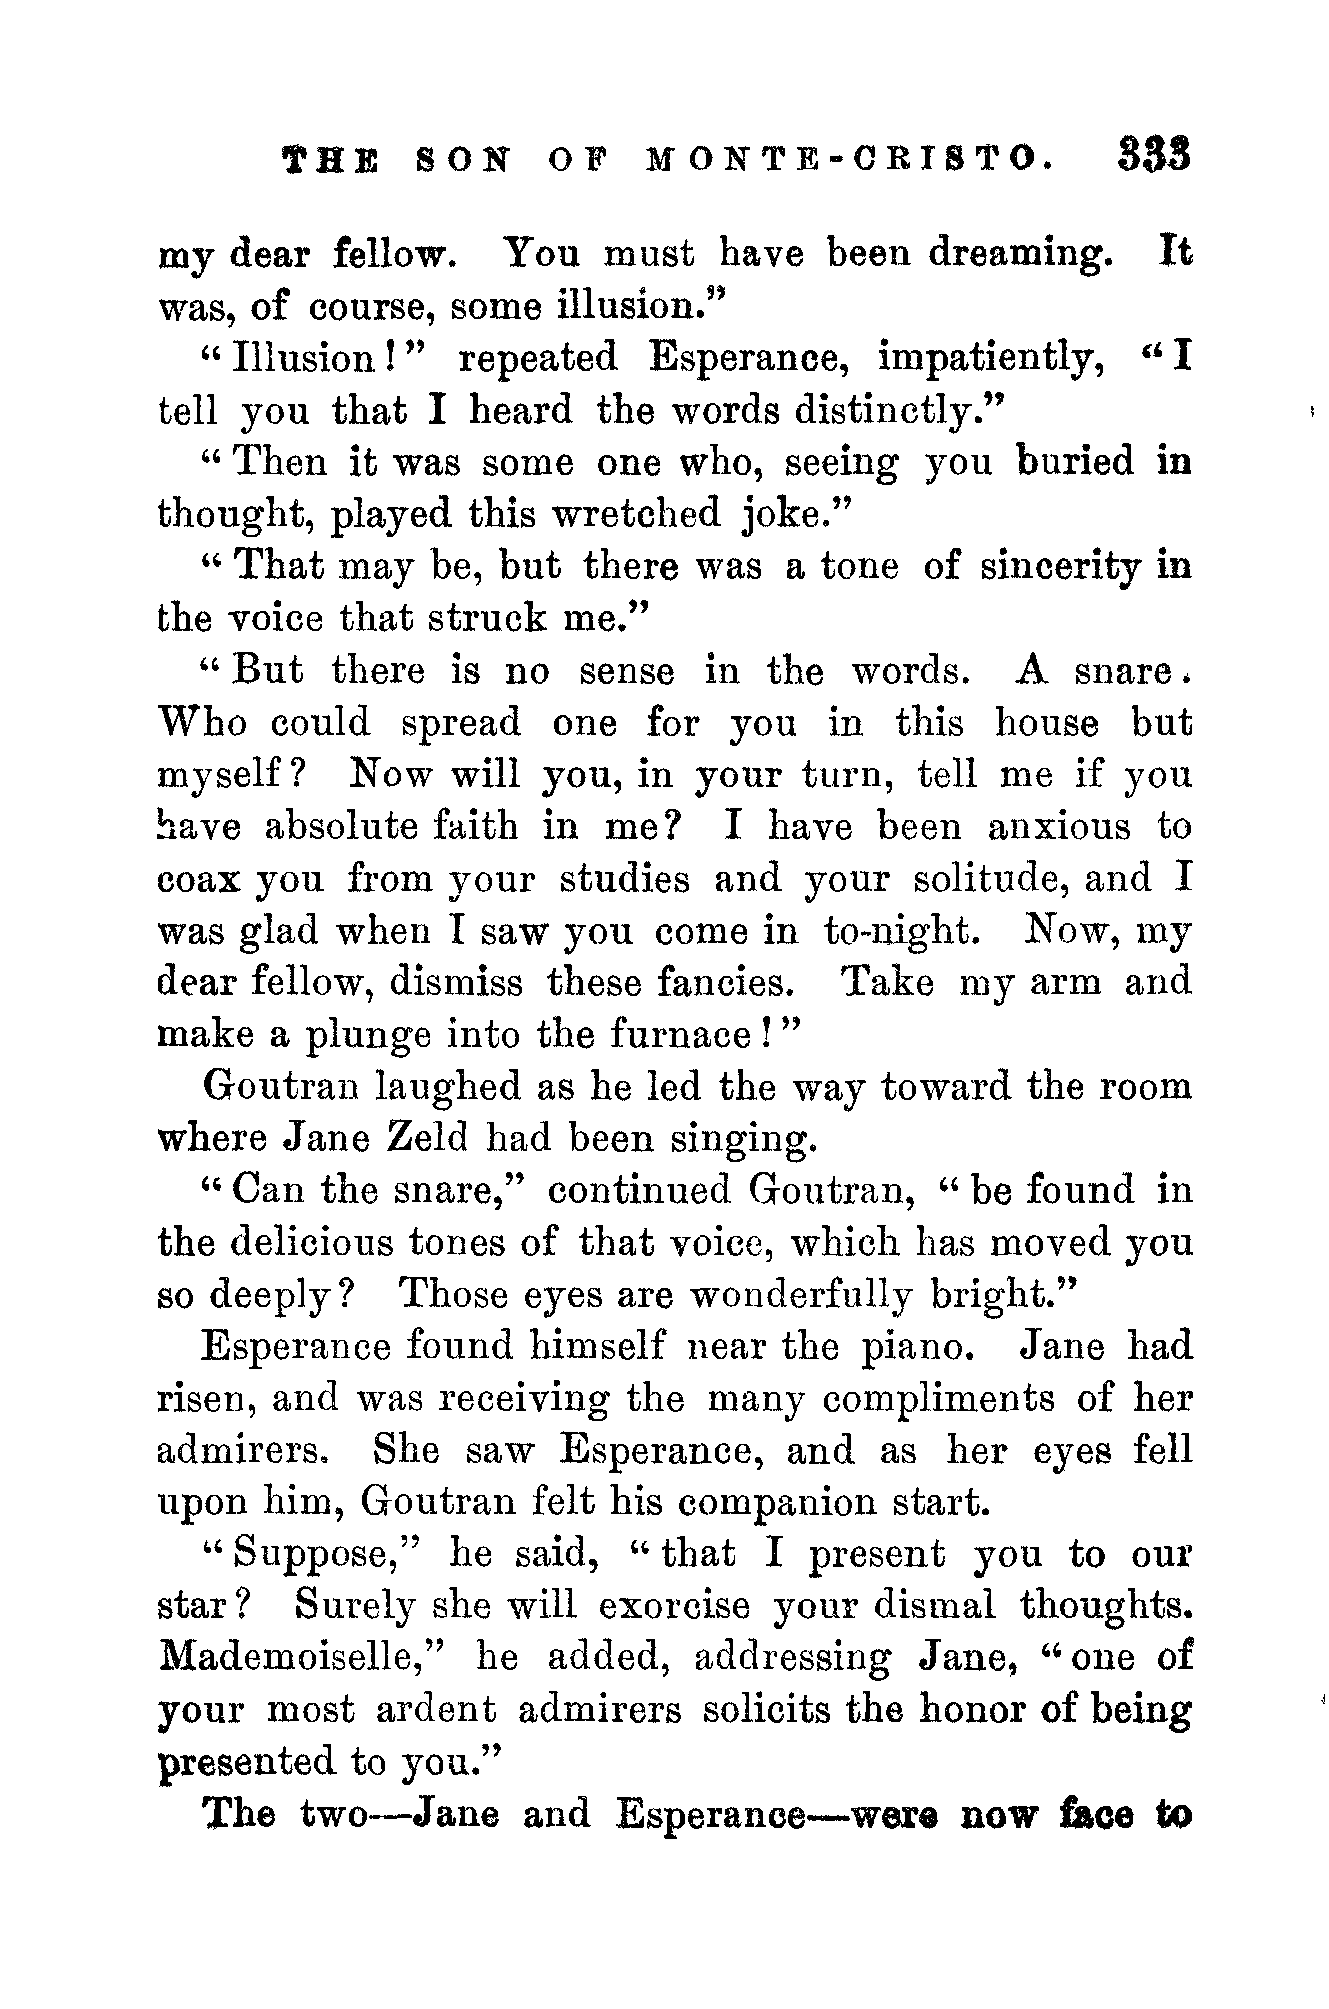 THE SON OF MONTE-CRISTO. 333
my dear fellow. You must have been dreaming. It
was, of course, some illusion."
"Illusion!" repeated Esperance, impatiently, "I
tell you that I heard the words distinctly."
"Then it was some one who, seeing you buried in
thought, played this wretched joke."
"That may be, but there was a tone of sincerity in
the voice that struck me."
"But there is no sense in the words. A snare.
Who could spread one for you in this house but
myself? Now will you, in your turn, tell me if you
have absolute faith in me? I have been anxious to
coax you from your studies and your solitude, and I
was glad when I saw you come in to-night. Now, my
dear fellow, dismiss these fancies. Take my arm and
make a plunge into the furnace!"
Goutran laughed as he led the way toward the room
where Jane Zeld had been singing.
"Can the snare," continued Goutran, "be found in
the delicious tones of that voice, which has moved you
so deeply? Those eyes are wonderfully bright."
Esperance found himself near the piano. Jane had
risen, and was receiving the many compliments of her
admirers. She saw Esperance, and as her eyes fell
upon him, Goutran felt his companion start.
"Suppose," he said, "that I present you to our
star? Surely she will exorcise your dismal thoughts.
Mademoiselle," he added, addressing Jane, "one of
your most ardent admirers solicits the honor of being
presented to you."
The two—Jane and Esperance—were now face to